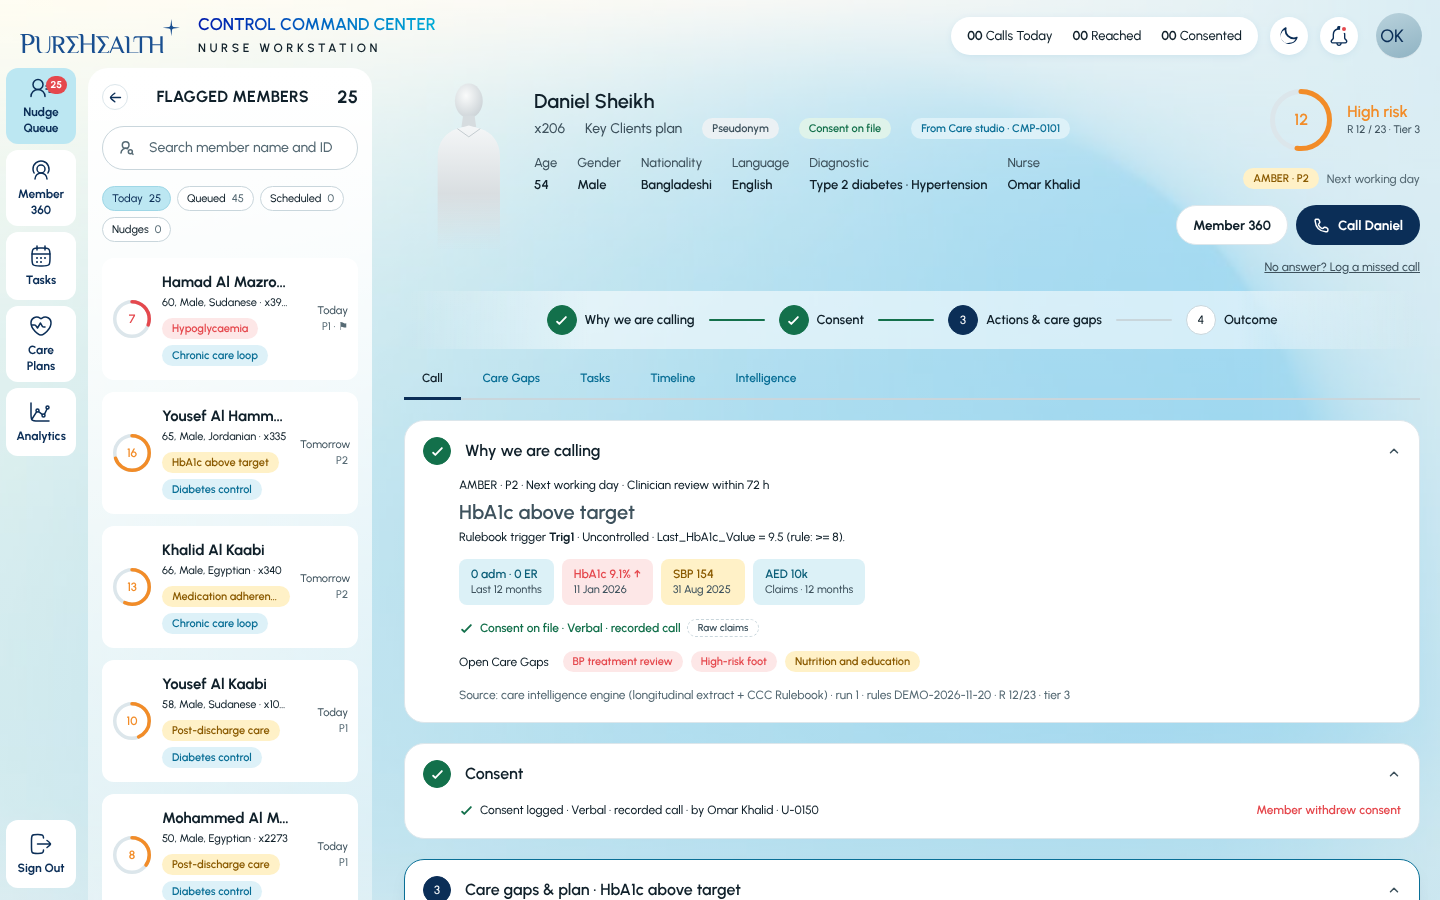 PUREHEALTH
CONTROL COMMAND CENTER
NURSE WORKSTATION
00 Calls Today 00 Reached 00 Consented
OK
25
Nudge
Queue
Member
360
Tasks
Care
Plans
Analytics
Sign Out
FLAGGED MEMBERS 25
Search member name and ID
Today 25 Queued 45 Scheduled 0
Nudges 0
Hamad Al Mazro...
7
60, Male, Sudanese · x39...
Today
P1 · ⚑
Hypoglycaemia
Chronic care loop
Yousef Al Hamm...
16
65, Male, Jordanian · x335
Tomorrow
P2
HbA1c above target
Diabetes control
Khalid Al Kaabi
13
66, Male, Egyptian · x340
Tomorrow
P2
Medication adheren...
Chronic care loop
Yousef Al Kaabi
10
58, Male, Sudanese · x10...
Today
P1
Post-discharge care
Diabetes control
Mohammed Al M...
8
50, Male, Egyptian · x2273
Today
P1
Post-discharge care
Diabetes control
Daniel Sheikh
x206 Key Clients plan Pseudonym Consent on file From Care studio · CMP-0101
Age Gender Nationality Language Diagnostic Nurse
54 Male Bangladeshi English Type 2 diabetes · Hypertension Omar Khalid
12
High risk
R 12 / 23 · Tier 3
AMBER · P2 Next working day
Member 360 Call Daniel
No answer? Log a missed call
Why we are calling Consent 3 Actions & care gaps 4 Outcome
Call Care Gaps Tasks Timeline Intelligence
Why we are calling
AMBER · P2 · Next working day · Clinician review within 72 h
HbA1c above target
Rulebook trigger Trig1 · Uncontrolled · Last_HbA1c_Value = 9.5 (rule: >= 8).
0 adm · 0 ER HbA1c 9.1% ↑ SBP 154 AED 10k
Last 12 months 11 Jan 2026 31 Aug 2025 Claims · 12 months
Consent on file · Verbal · recorded call Raw claims
Open Care Gaps BP treatment review High-risk foot Nutrition and education
Source: care intelligence engine (longitudinal extract + CCC Rulebook) · run 1 · rules DEMO-2026-11-20 · R 12/23 · tier 3
Consent
Consent logged · Verbal · recorded call · by Omar Khalid · U-0150 Member withdrew consent
3 Care gaps & plan · HbA1c above target